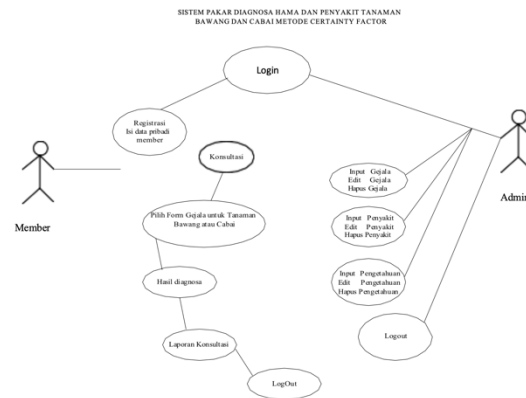 SISTEM PAKAR DIAGNOSA HAMA DAN PENYAKIT TANAMAN
BAWANG DAN CABAI METODE CERTAINTY FACTOR
Login
Registrasi
Isi data pribadi
member
Konsultasi
Member
Pilih Form Gejala untuk Tanaman
Bawang atau Cabai
Hasil diagnosa
Laporan Konsultasi
LogOut
Input Gejala
Edit Gejala
Hapus Gejala
Input Penyakit
Edit Penyakit
Hapus Penyakit
Input Pengetahuan
Edit Pengetahuan
Hapus Pengetahuan
Logout
Admin